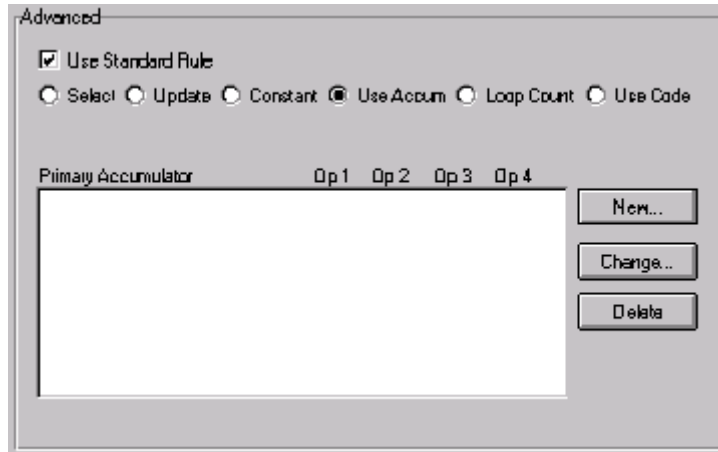 Advanced
Use Standard Rule
Select Update Constant Use Accum Loop Count Use Code
Primary Accumulator Op 1 Op 2 Op 3 Op 4
New...
Change...
Delete